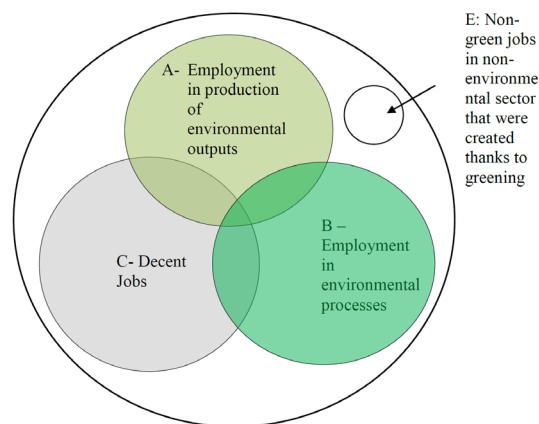 A- Employment
in production
of
environmental
outputs
E: Non-
green jobs
in non-
environme
ntal sector
that were
created
thanks to
greening
B –
Employment
in
environmental
processes
C- Decent
Jobs